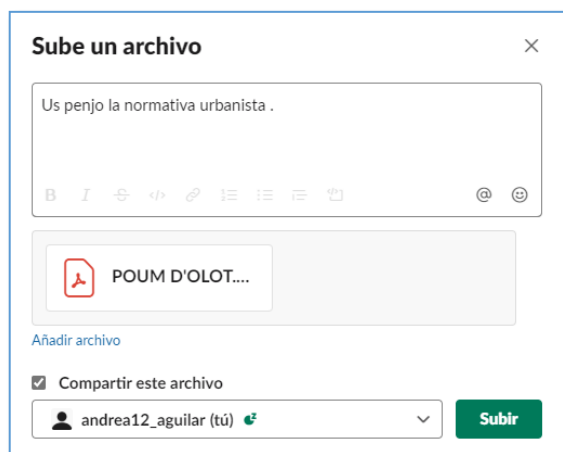 Sube un archivo
Us penjo la normativa urbanista .
POUM D'OLOT....
Añadir archivo
Compartir este archivo
andrea12_aguilar (tú)
Subir